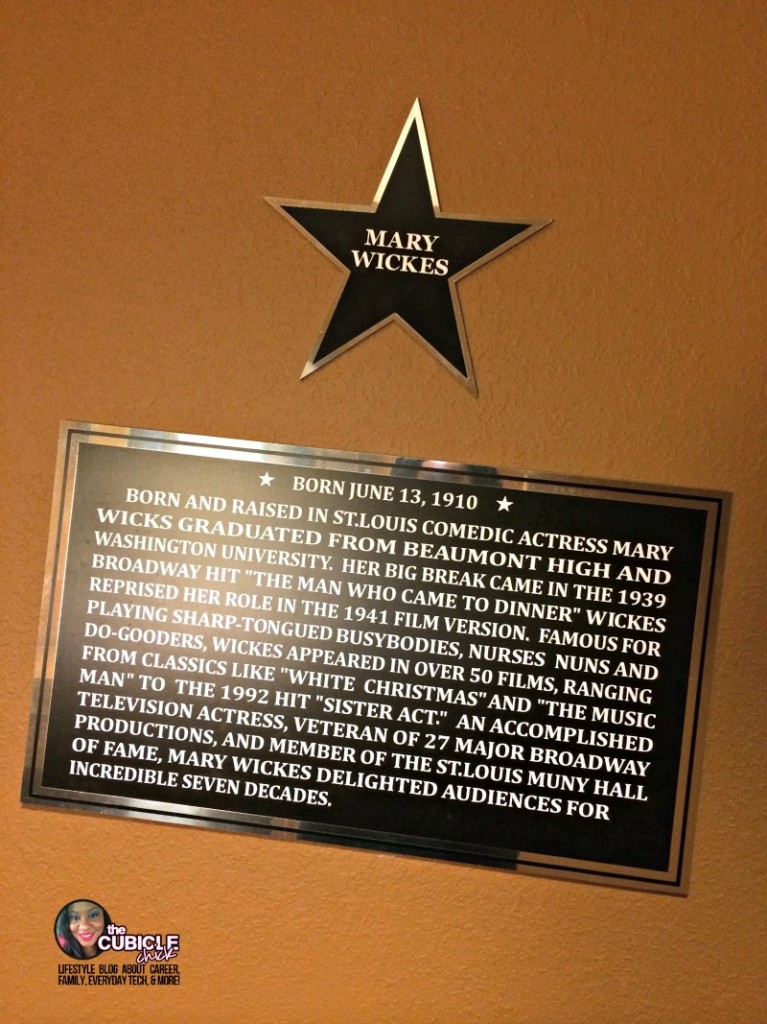 MARY
WICKES
★ BORN JUNE 13, 1910 ★
BORN AND RAISED IN ST.LOUIS COMEDIC ACTRESS MARY
WICKS GRADUATED FROM BEAUMONT HIGH AND
WASHINGTON UNIVERSITY. HER BIG BREAK CAME IN THE 1939
BROADWAY HIT "THE MAN WHO CAME TO DINNER" WICKES
REPRISED HER ROLE IN THE 1941 FILM VERSION. FAMOUS FOR
PLAYING SHARP-TONGUED BUSYBODIES, NURSES NUNS AND
DO-GOODERS, WICKES APPEARED IN OVER 50 FILMS, RANGING
FROM CLASSICS LIKE "WHITE CHRISTMAS" AND "THE MUSIC
MAN" TO THE 1992 HIT "SISTER ACT." AN ACCOMPLISHED
TELEVISION ACTRESS, VETERAN OF 27 MAJOR BROADWAY
PRODUCTIONS, AND MEMBER OF THE ST.LOUIS MUNY HALL
OF FAME, MARY WICKES DELIGHTED AUDIENCES FOR
INCREDIBLE SEVEN DECADES.
the
CUBICLE
chick
LIFESTYLE BLOG ABOUT CAREER,
FAMILY, EVERYDAY TECH, & MORE!